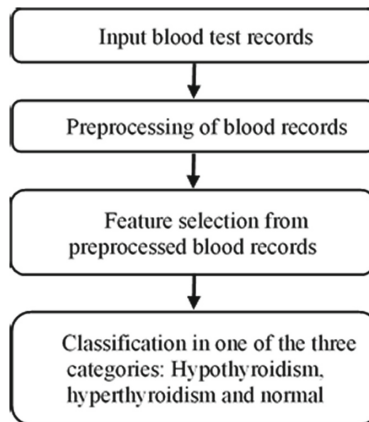 Input blood test records
Preprocessing of blood records
Feature selection from
preprocessed blood records
Classification in one of the three
categories: Hypothyroidism,
hyperthyroidism and normal